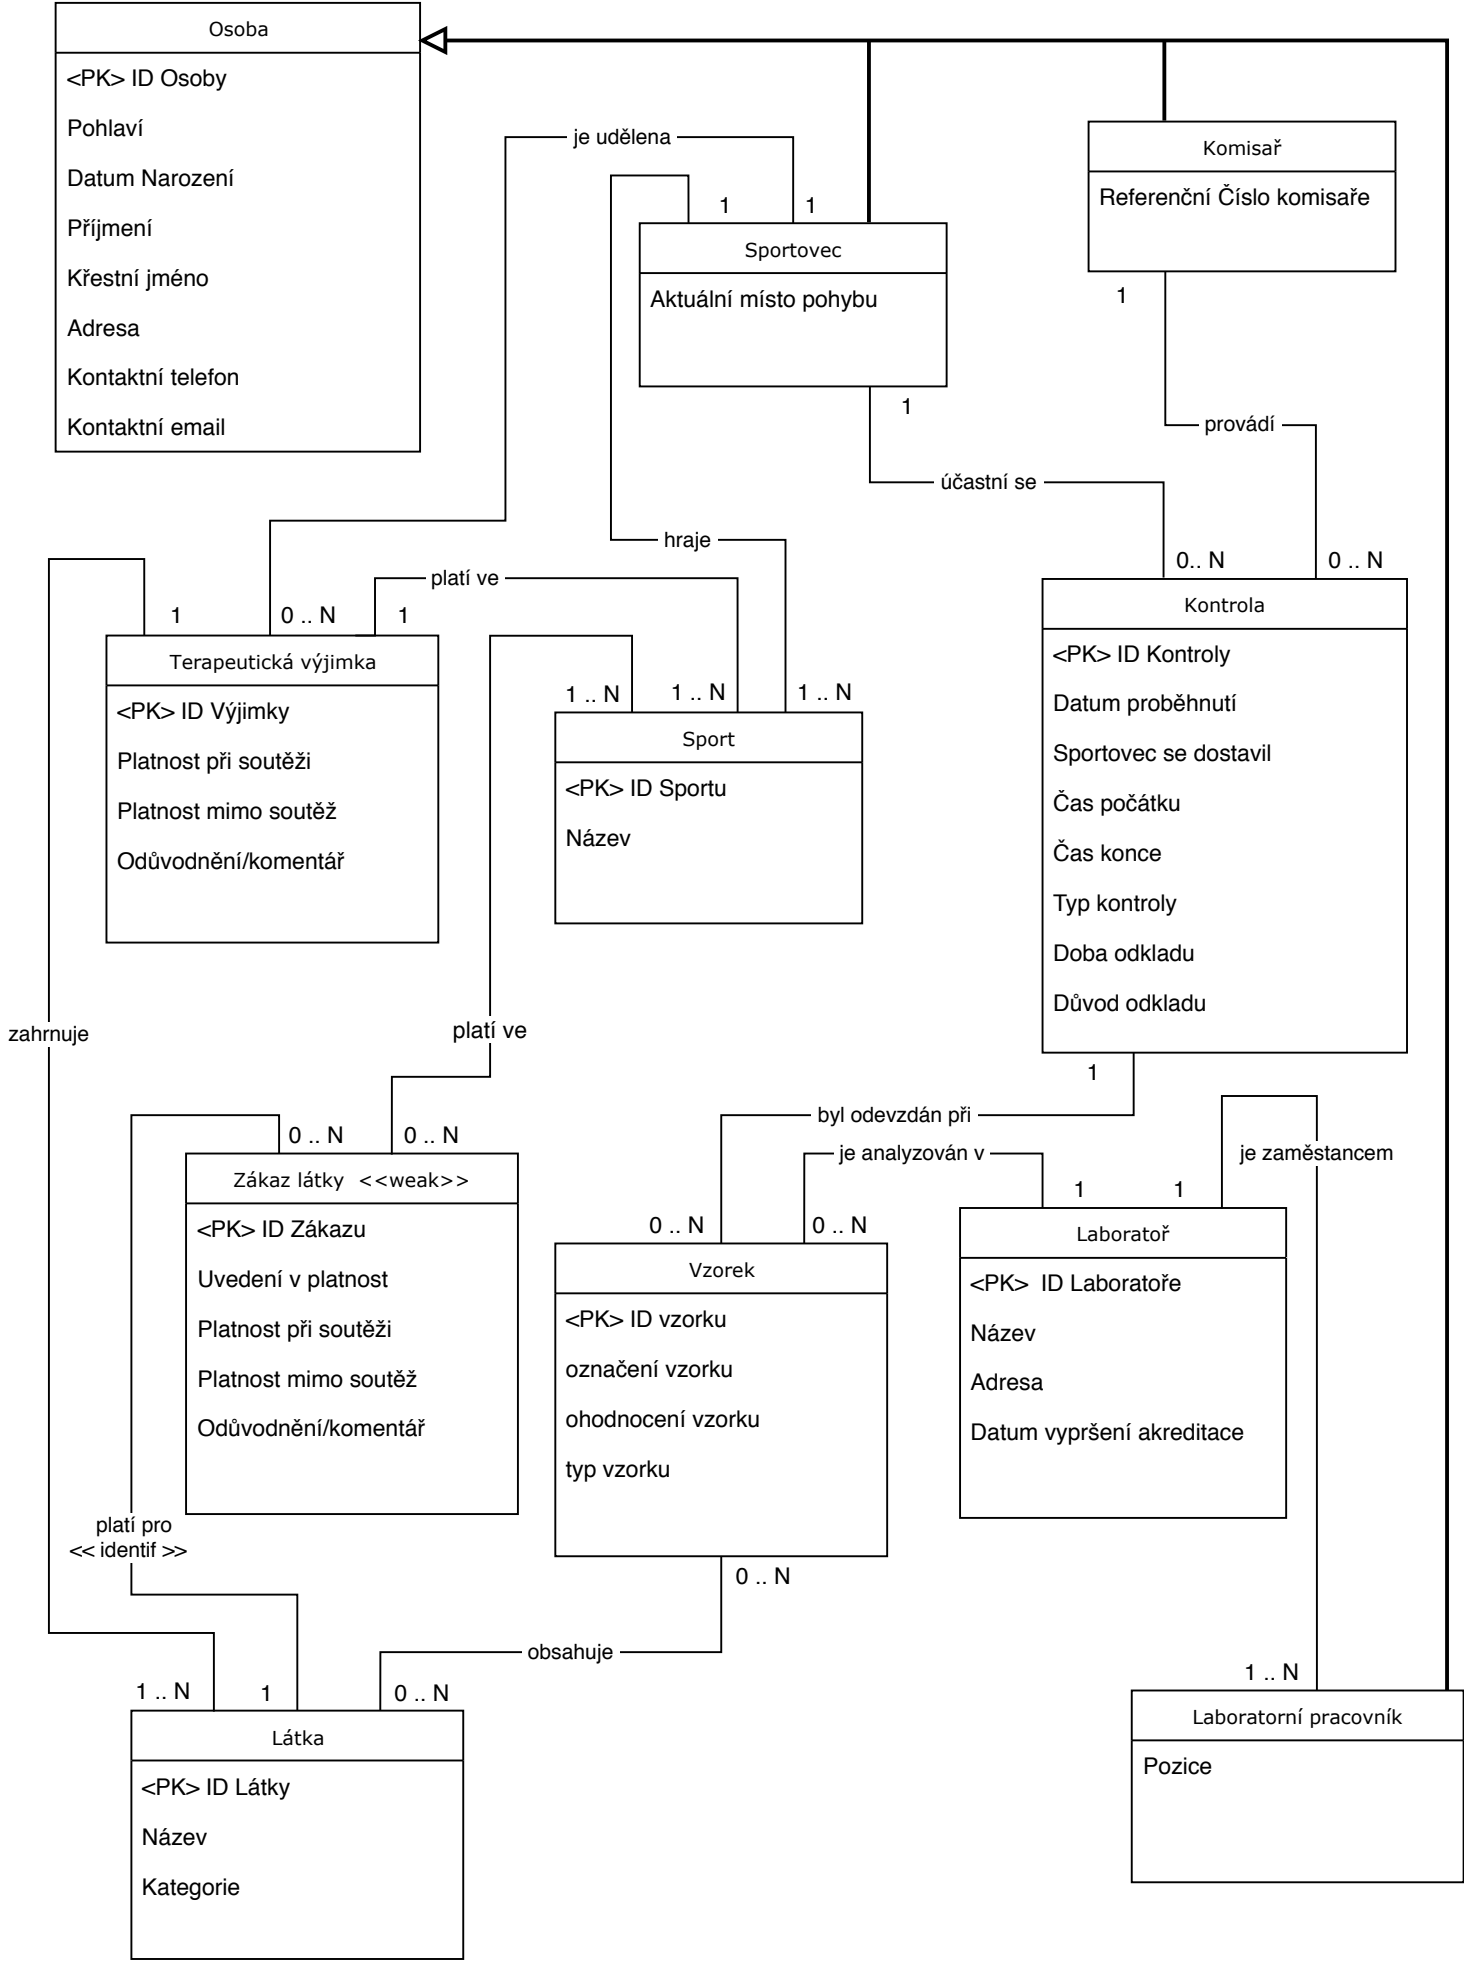 Osoba
<PK> ID Osoby
Pohlaví
Datum Narození
Příjmení
Křestní jméno
Adresa
Kontaktní telefon
Kontaktní email
je udělena
1
1
Sportovec
Aktuální místo pohybu
1
Komisař
Referenční Číslo komisaře
1
provádí
účastní se
hraje
platí ve
0.. N
0 .. N
Kontrola
<PK> ID Kontroly
Datum proběhnutí
Sportovec se dostavil
Čas počátku
Čas konce
Typ kontroly
Doba odkladu
Důvod odkladu
1
1
0 .. N
1
Terapeutická výjimka
<PK> ID Výjimky
Platnost při soutěži
Platnost mimo soutěž
Odůvodnění/komentář
1 .. N
1 .. N
1 .. N
Sport
<PK> ID Sportu
Název
zahrnuje
platí ve
0 .. N
0 .. N
Zákaz látky <<weak>>
<PK> ID Zákazu
Uvedení v platnost
Platnost při soutěži
Platnost mimo soutěž
Odůvodnění/komentář
byl odevzdán při
je analyzován v
je zaměstancem
0 .. N
0 .. N
Vzorek
<PK> ID vzorku
označení vzorku
ohodnocení vzorku
typ vzorku
0 .. N
1
1
Laboratoř
<PK> ID Laboratoře
Název
Adresa
Datum vypršení akreditace
platí pro
<< identif >>
obsahuje
1 .. N
1
0 .. N
Látka
<PK> ID Látky
Název
Kategorie
1 .. N
Laboratorní pracovník
Pozice